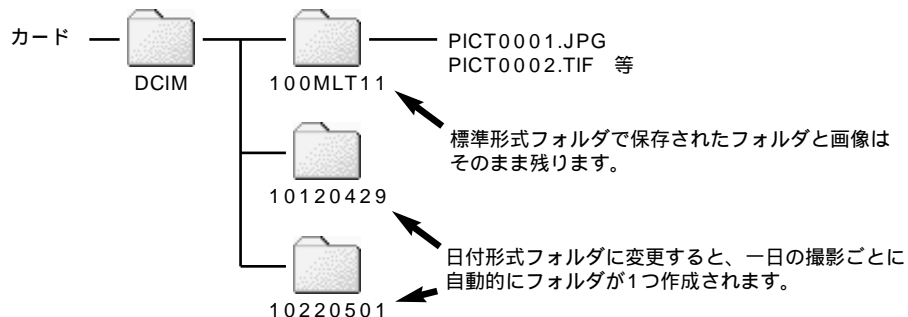 カード
DCIM
100MLT11
PICT0001.JPG
PICT0002.TIF 等
標準形式フォルダで保存されたフォルダと画像は
そのまま残ります。
10120429
日付形式フォルダに変更すると、一日の撮影ごとに
自動的にフォルダが1つ作成されます。
10220501